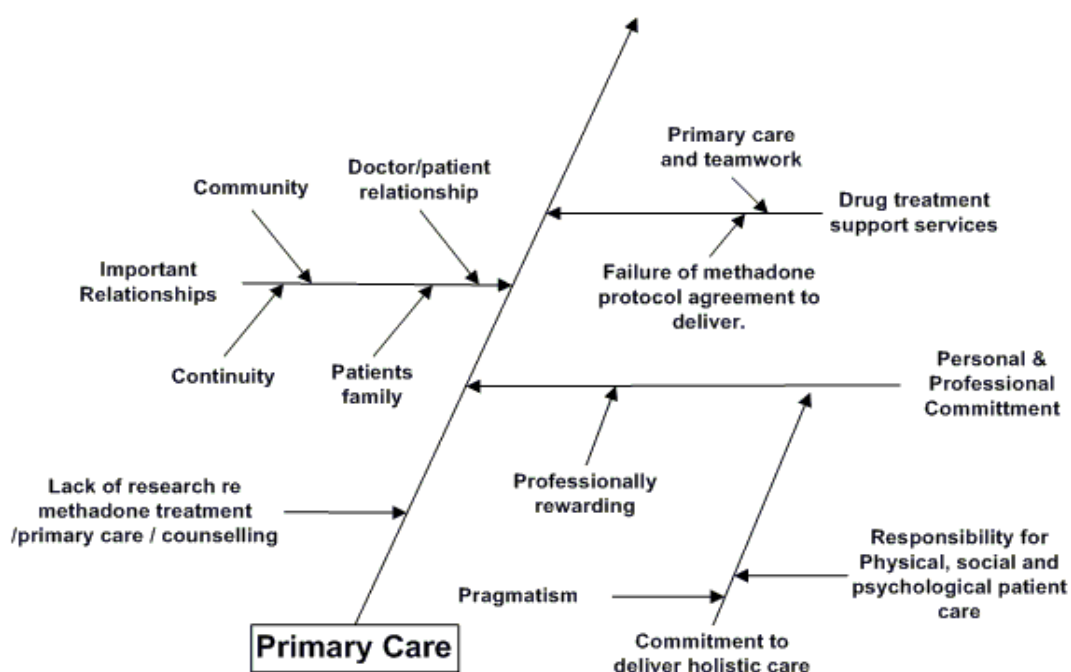 Primary care
and teamwork
Doctor/patient
relationship
Community
Drug treatment
support services
Important
Relationships
Failure of methadone
protocol agreement to
deliver.
Continuity
Patients
family
Personal &
Professional
Committment
Professionally
rewarding
Lack of research re
methadone treatment
/primary care / counselling
Responsibility for
Physical, social and
psychological patient
care
Pragmatism
Commitment to
deliver holistic care
Primary Care